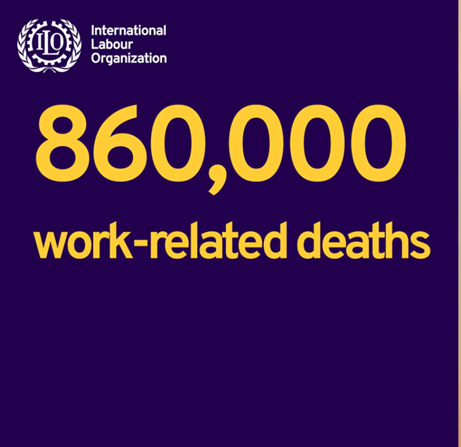 ILO
International
Labour
Organization
860,000
work-related deaths